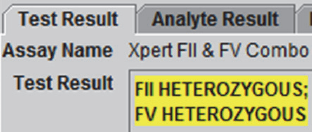 Test Result Analyte Result
Assay Name Xpert FII & FV Combo
Test Result FII HETEROZYGOUS;
FV HETEROZYGOUS